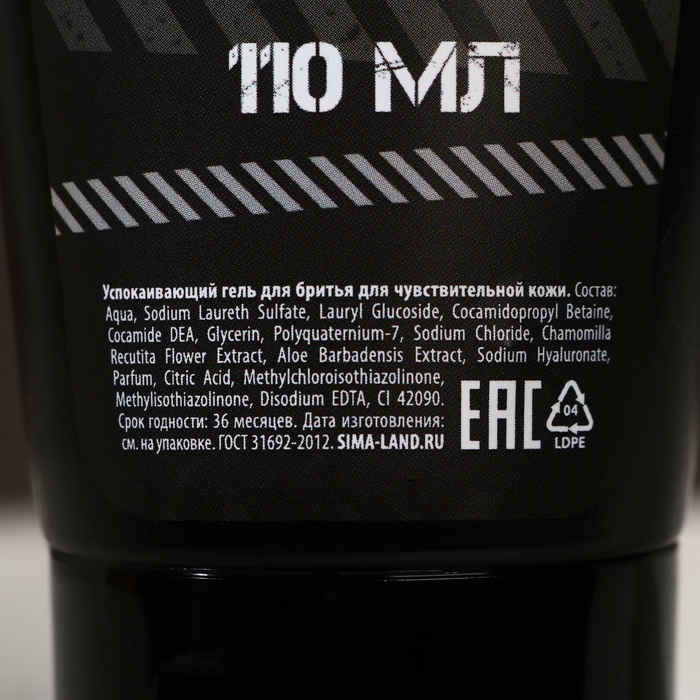 110 МЛ
Успокаивающий гель для бритья для чувствительной кожи. Состав:
Aqua, Sodium Laureth Sulfate, Lauryl Glucoside, Cocamidopropyl Betaine,
Cocamide DEA, Glycerin, Polyquaternium-7, Sodium Chloride, Chamomilla
Recutita Flower Extract, Aloe Barbadensis Extract, Sodium Hyaluronate,
Parfum, Citric Acid, Methylchloroisothiazolinone,
Methylisothiazolinone, Disodium EDTA, CI 42090.
Срок годности: 36 месяцев. Дата изготовления:
см. на упаковке. ГОСТ 31692-2012. SIMA-LAND.RU
EAC
04
LDPE